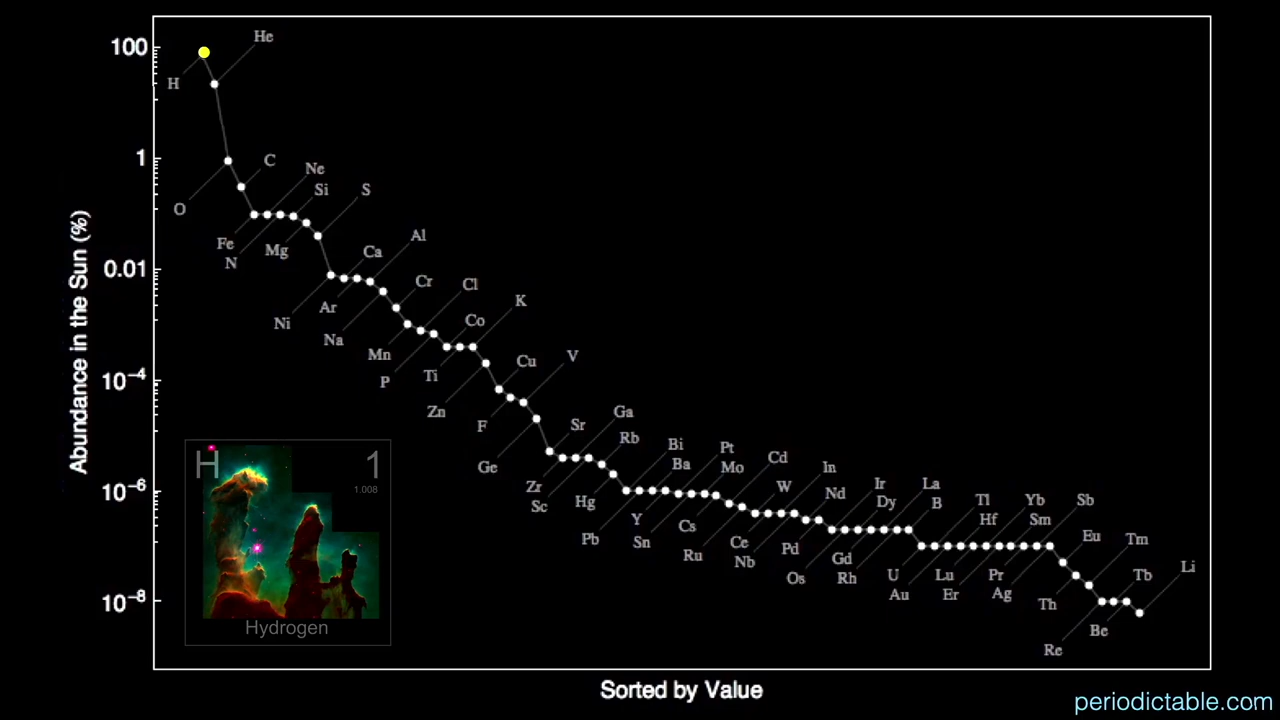 100
1
0.01
10⁻⁴
10⁻⁶
10⁻⁸
Abundance in the Sun (%)
H
He
O
C
Fe
N
Ne
Mg
Si
S
Ni
Ar
Ca
Na
Al
Cr
Mn
P
Cl
Ti
Co
K
Zn
F
Cu
V
Ge
Sr
Zr
Sc
Ga
Hg
Rb
Pb
Y
Bi
Sn
Ba
Cs
Pt
Ru
Mo
Cd
Ce
Nb
W
Pd
In
Os
Nd
Gd
Rh
Ir
Dy
La
U
Au
B
Lu
Er
Tl
Hf
Pr
Ag
Yb
Sm
Sb
Th
Eu
Re
Tm
Be
Tb
Li
H 1
1.008
Hydrogen
Sorted by Value
periodictable.com